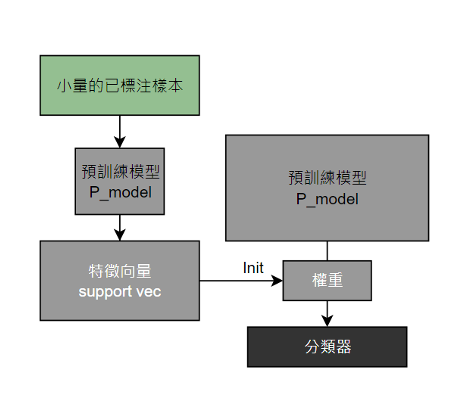 小量的已標注樣本
預訓練模型
P_model
特徵向量
support vec
Init
預訓練模型
P_model
權重
分類器